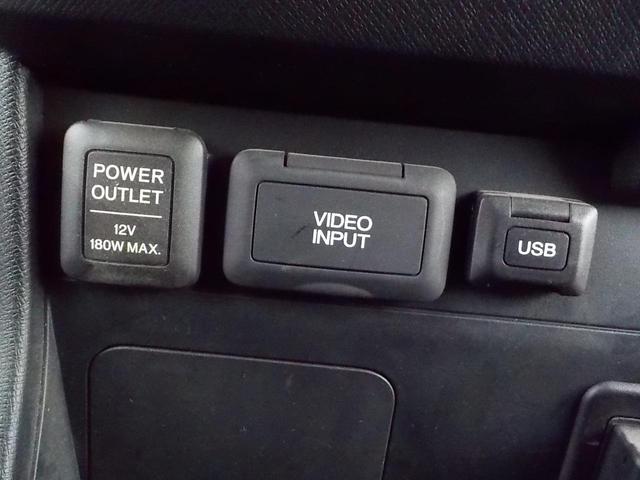 POWER
OUTLET
12V
180W MAX.
VIDEO
INPUT
USB